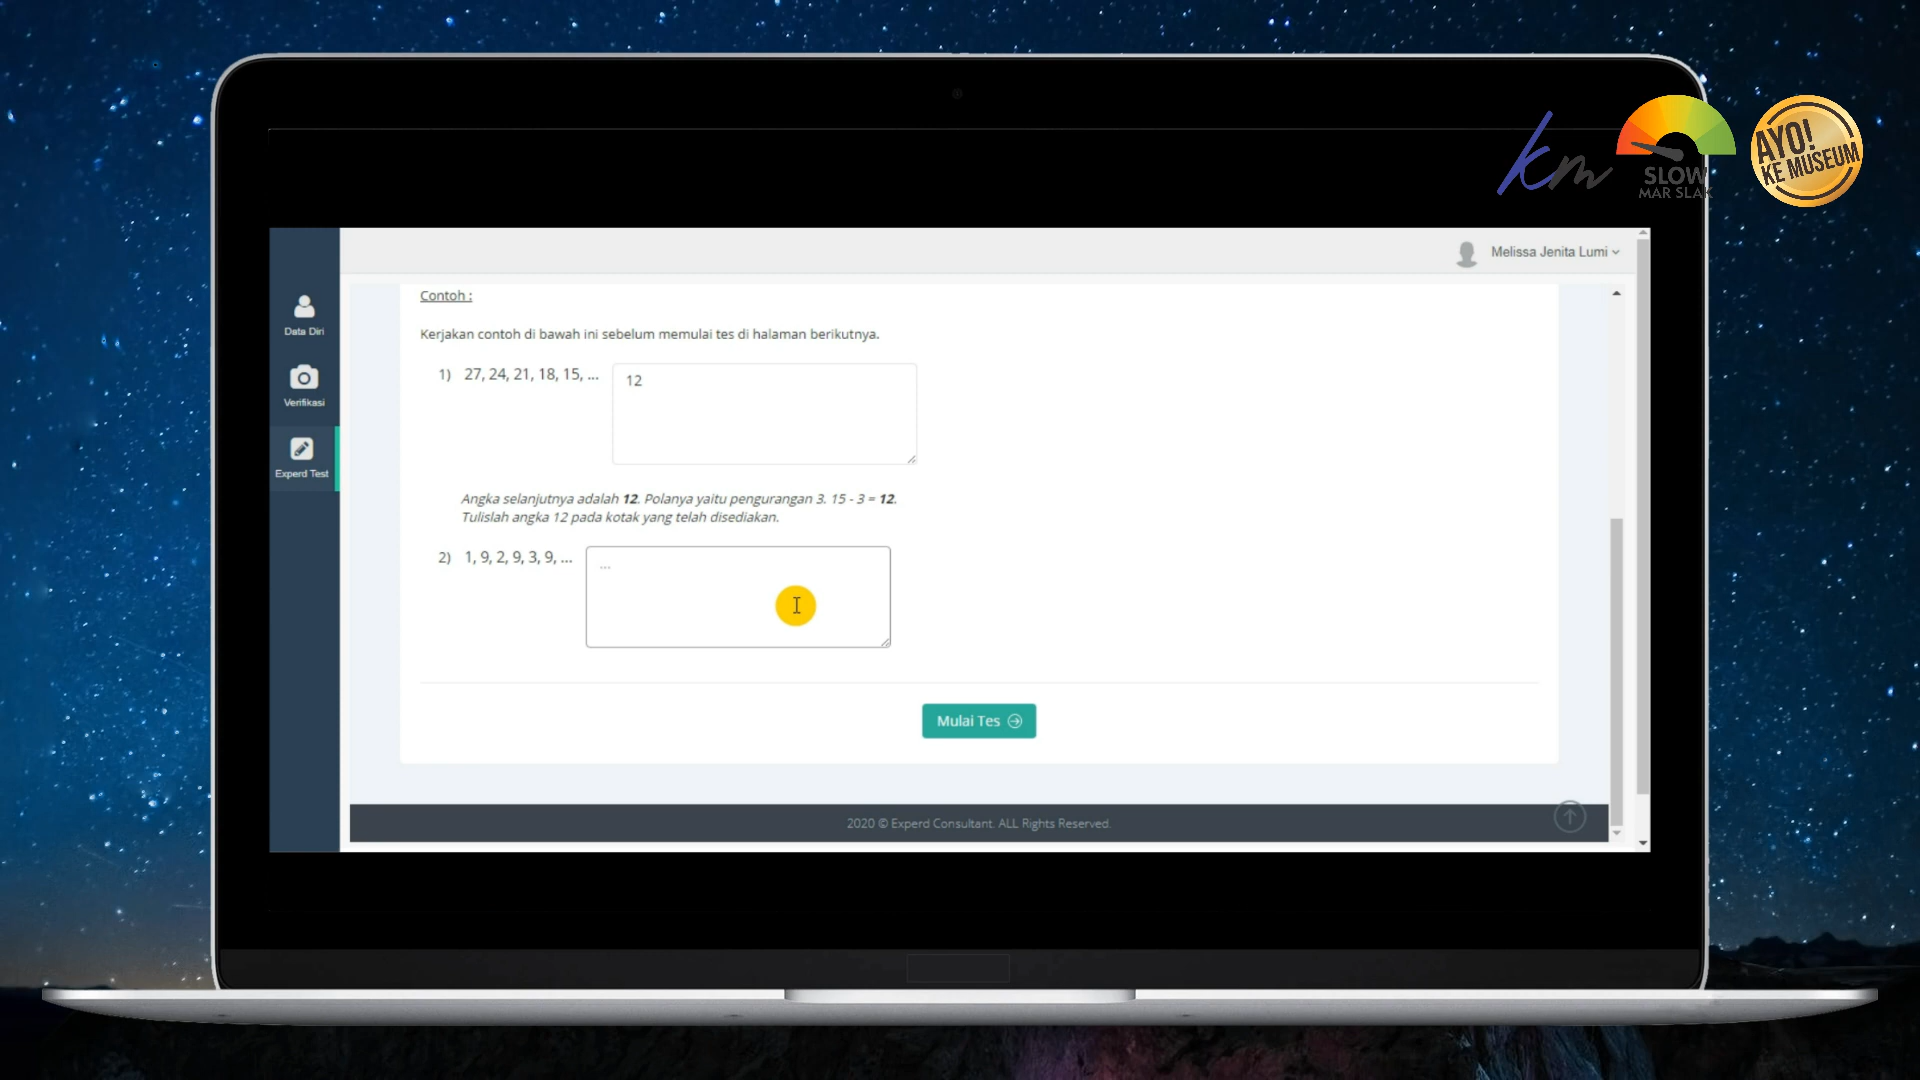 AYO!
KE MUSEUM
km
SLOW
MAR SLAK
Melissa Jenita Lumi
Data Diri
Verifikasi
Experd Test
Contoh :
Kerjakan contoh di bawah ini sebelum memulai tes di halaman berikutnya.
1) 27, 24, 21, 18, 15, ...
12
Angka selanjutnya adalah 12. Polanya yaitu pengurangan 3. 15 - 3 = 12.
Tulislah angka 12 pada kotak yang telah disediakan.
2) 1, 9, 2, 9, 3, 9, ...
...
Mulai Tes
2020 © Experd Consultant. ALL Rights Reserved.